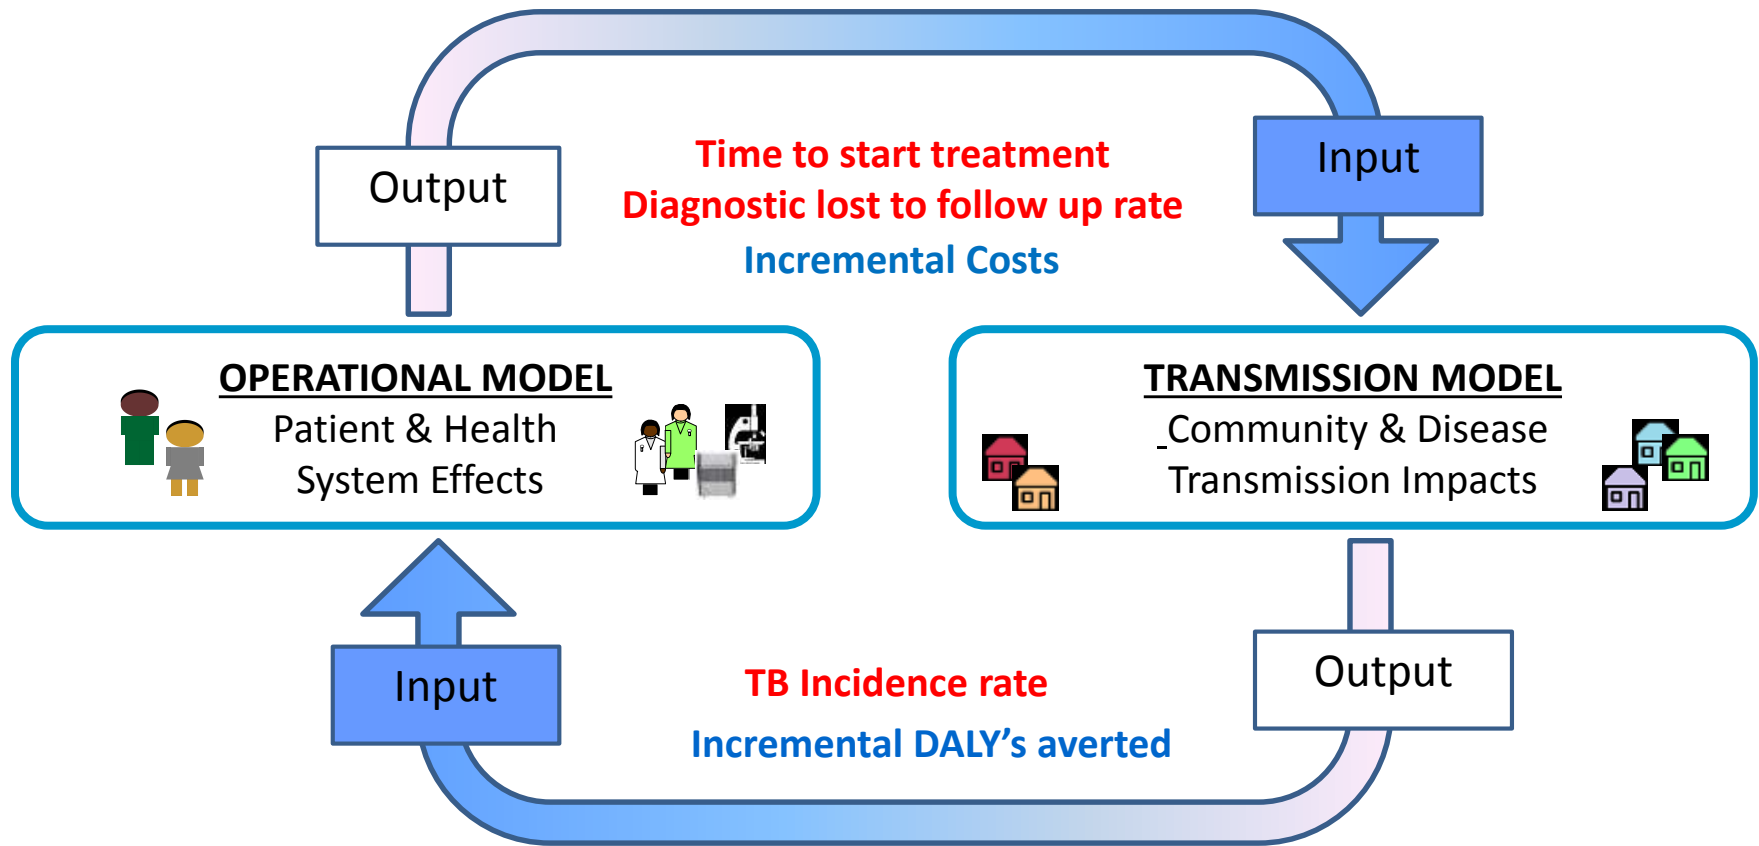 Output
Time to start treatment
Diagnostic lost to follow up rate
Incremental Costs
Input
OPERATIONAL MODEL
Patient & Health
System Effects
TRANSMISSION MODEL
Community & Disease
Transmission Impacts
Input
TB Incidence rate
Incremental DALY’s averted
Output